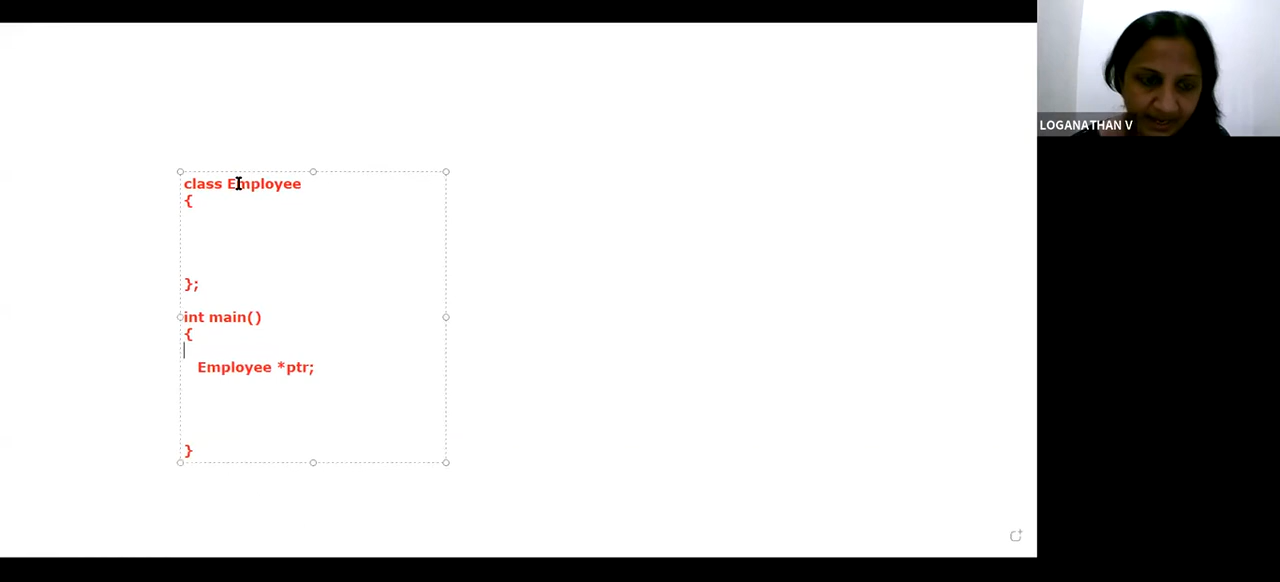 class Employee
{
};
int main()
{
Employee *ptr;
}
LOGANATHAN V